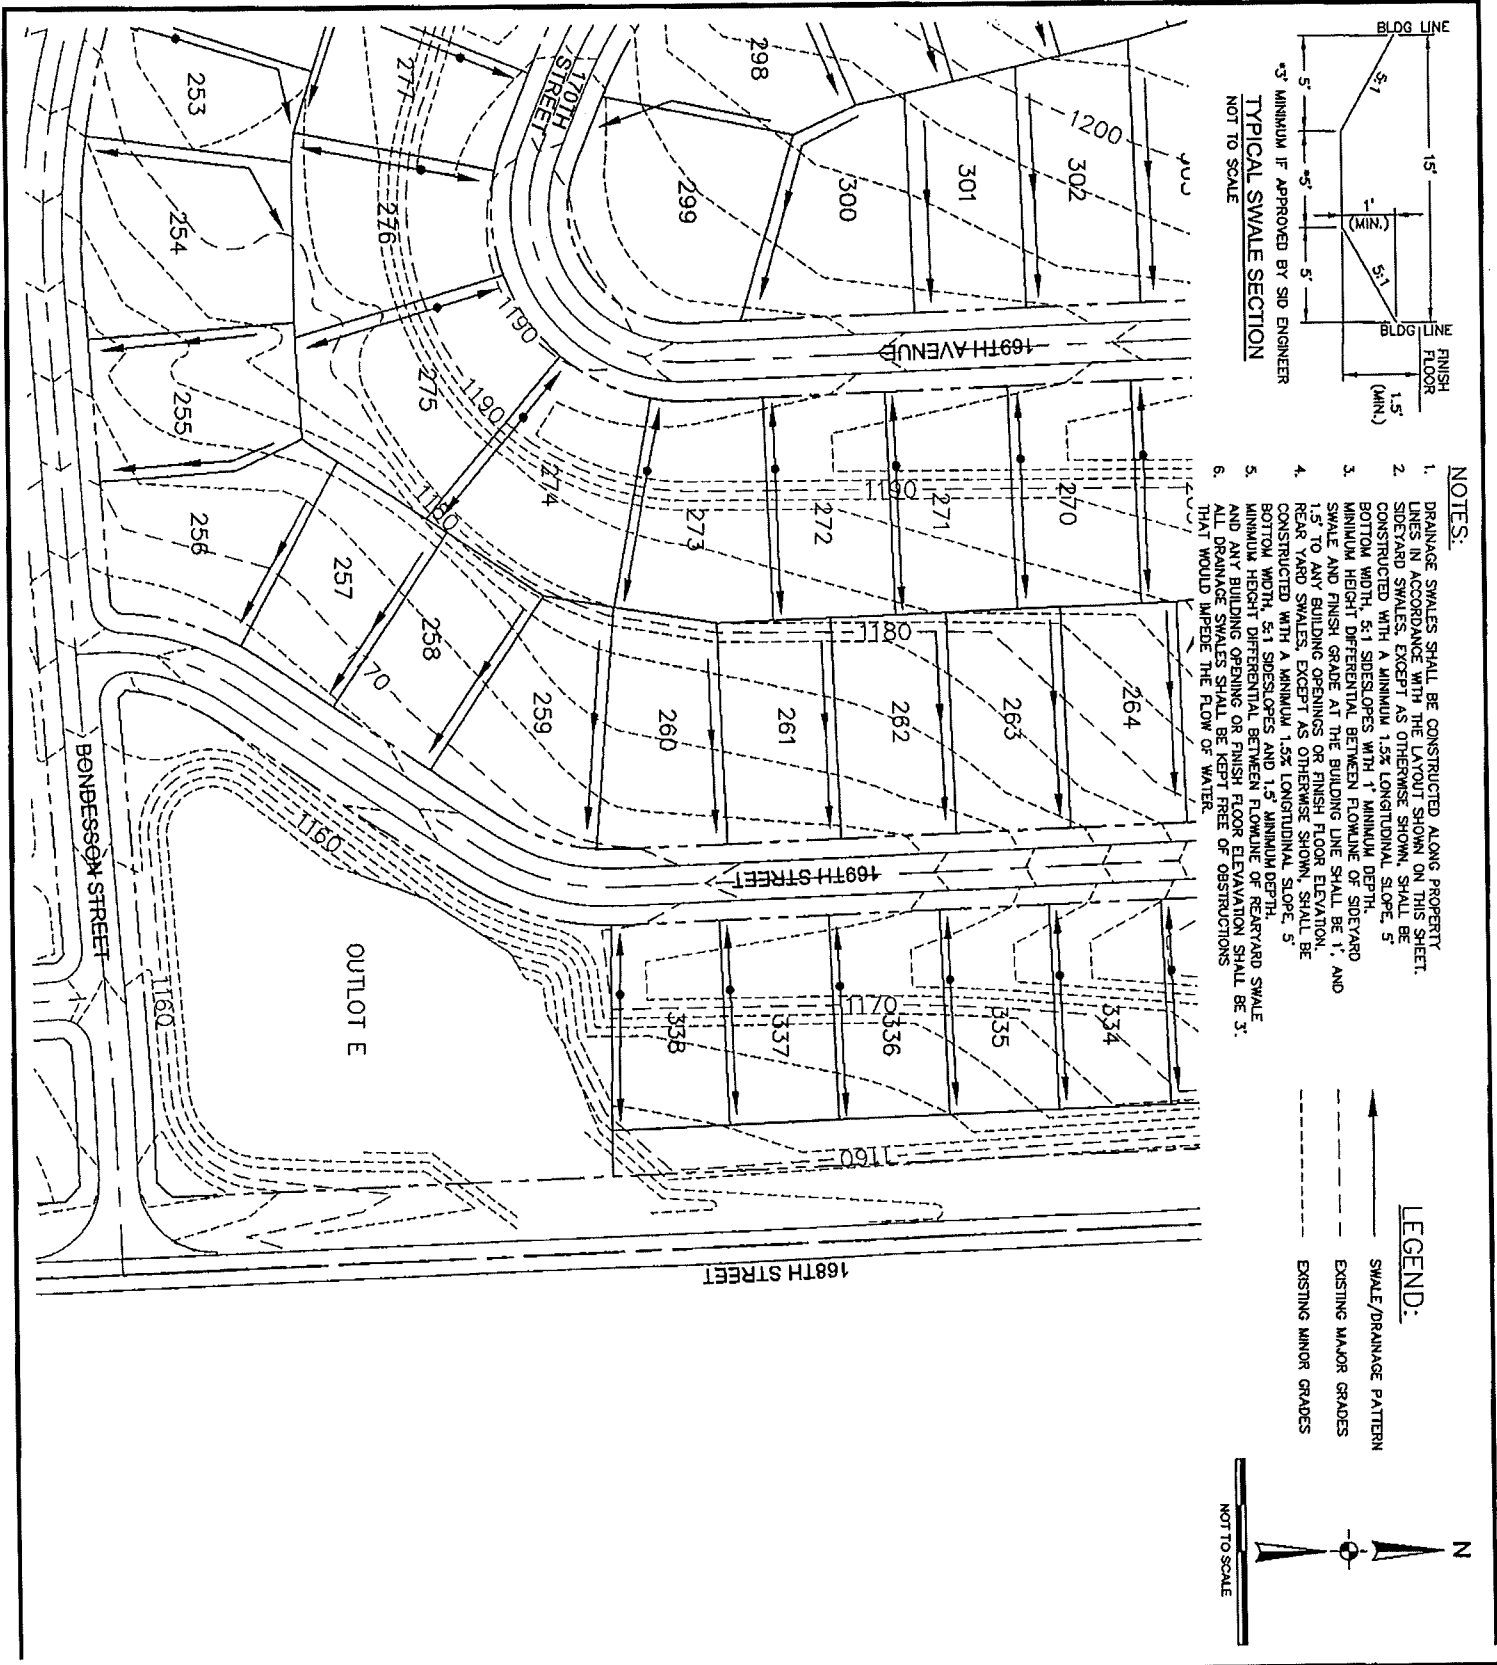 BLDG LINE
15'
BLDG LINE
FINISH
FLOOR
5:1
1'
(MIN.)
5:1
1.5'
(MIN.)
5'
*5'
5'
*3' MINIMUM IF APPROVED BY SID ENGINEER
TYPICAL SWALE SECTION
NOT TO SCALE
NOTES:
1. DRAINAGE SWALES SHALL BE CONSTRUCTED ALONG PROPERTY
LINES IN ACCORDANCE WITH THE LAYOUT SHOWN ON THIS SHEET.
2. SIDEYARD SWALES, EXCEPT AS OTHERWISE SHOWN, SHALL BE
CONSTRUCTED WITH A MINIMUM 1.5% LONGITUDINAL SLOPE, 5'
BOTTOM WIDTH, 5:1 SIDESLOPES WITH 1' MINIMUM DEPTH.
3. MINIMUM HEIGHT DIFFERENTIAL BETWEEN FLOWLINE OF SIDEYARD
SWALE AND FINISH GRADE AT THE BUILDING LINE SHALL BE 1', AND
1.5' TO ANY BUILDING OPENINGS OR FINISH FLOOR ELEVATION.
4. REAR YARD SWALES, EXCEPT AS OTHERWISE SHOWN, SHALL BE
CONSTRUCTED WITH A MINIMUM 1.5% LONGITUDINAL SLOPE, 5'
BOTTOM WIDTH, 5:1 SIDESLOPES AND 1.5' MINIMUM DEPTH.
5. MINIMUM HEIGHT DIFFERENTIAL BETWEEN FLOWLINE OF REARYARD SWALE
AND ANY BUILDING OPENING OR FINISH FLOOR ELEVAVATION SHALL BE 3'.
6. ALL DRAINAGE SWALES SHALL BE KEPT FREE OF OBSTRUCTIONS
THAT WOULD IMPEDE THE FLOW OF WATER.
LEGEND:
SWALE/DRAINAGE PATTERN
EXISTING MAJOR GRADES
EXISTING MINOR GRADES
N
NOT TO SCALE
1200
302
301
300
299
298
169TH AVENUE
170TH
STREET
270
271
1190
272
273
274
1190
1190
275
276
277
264
263
262
261
260
259
1180
1180
258
70
257
256
255
254
253
169TH STREET
334
335
336
1170
337
338
1160
1160
1160
OUTLOT E
BONDESSON STREET
168TH STREET